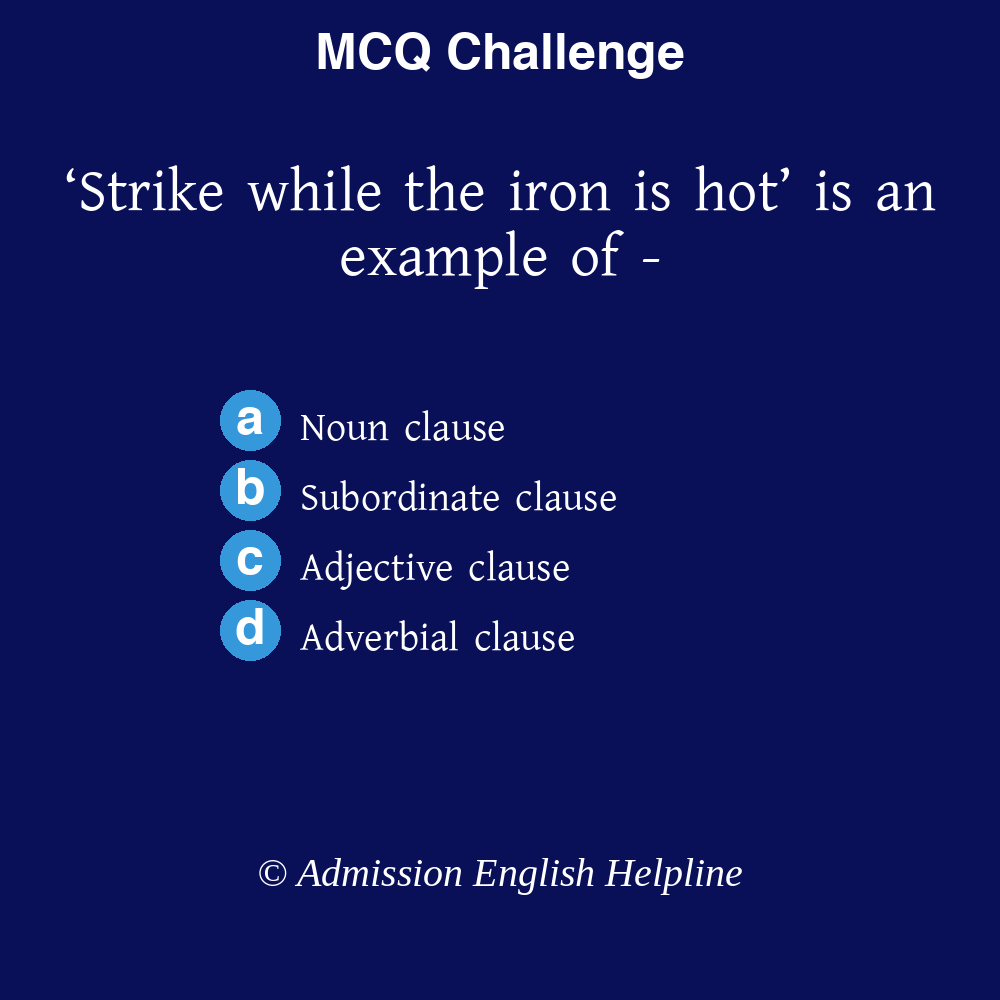 MCQ Challenge
‘Strike while the iron is hot’ is an
example of -
a Noun clause
b Subordinate clause
c Adjective clause
d Adverbial clause
© Admission English Helpline